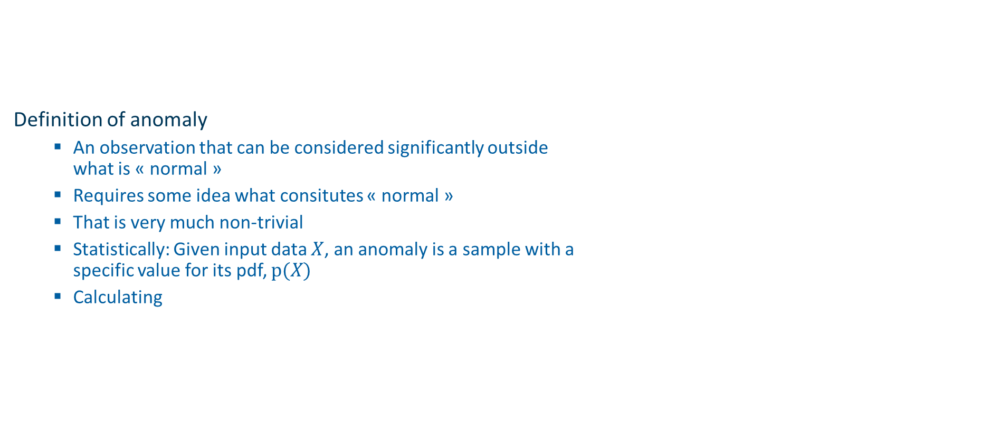 Definition of anomaly
▪ An observation that can be considered significantly outside
what is « normal »
▪ Requires some idea what consitutes « normal »
▪ That is very much non-trivial
▪ Statistically: Given input data X, an anomaly is a sample with a
specific value for its pdf, p(X)
▪ Calculating